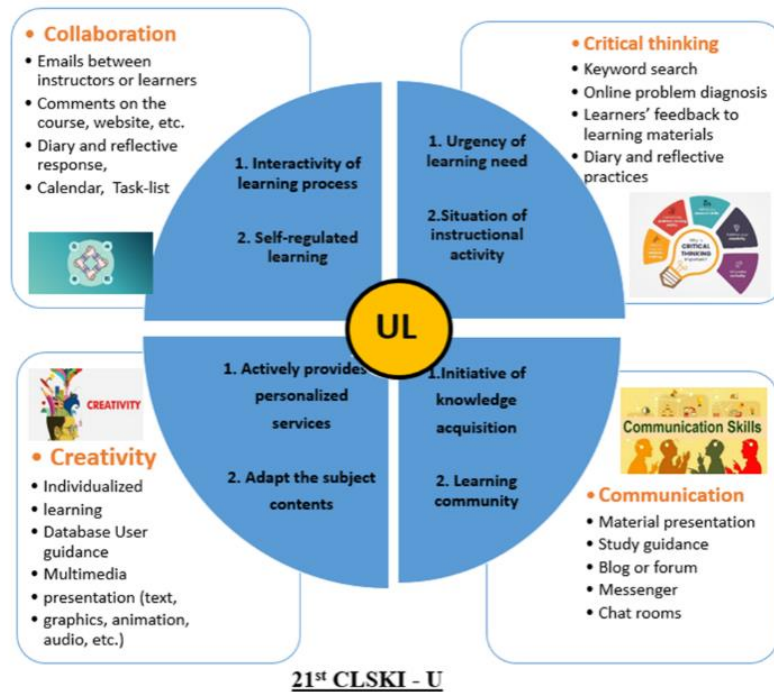 • Collaboration
• Emails between
instructors or learners
• Comments on the
course, website, etc.
• Diary and reflective
response,
• Calendar, Task-list
• Critical thinking
• Keyword search
• Online problem diagnosis
• Learners’ feedback to
learning materials
• Diary and reflective
practices
CRITICAL
THINKING
1. Interactivity of
learning process
2. Self-regulated
learning
1. Urgency of
learning need
2.Situation of
instructional
activity
UL
1. Actively provides
personalized
services
2. Adapt the subject
contents
1.Initiative of
knowledge
acquisition
2. Learning
community
CREATIVITY
• Creativity
• Individualized
• learning
• Database User
guidance
• Multimedia
• presentation (text,
• graphics, animation,
audio, etc.)
Communication Skills
• Communication
• Material presentation
• Study guidance
• Blog or forum
• Messenger
• Chat rooms
21st CLSKI - U